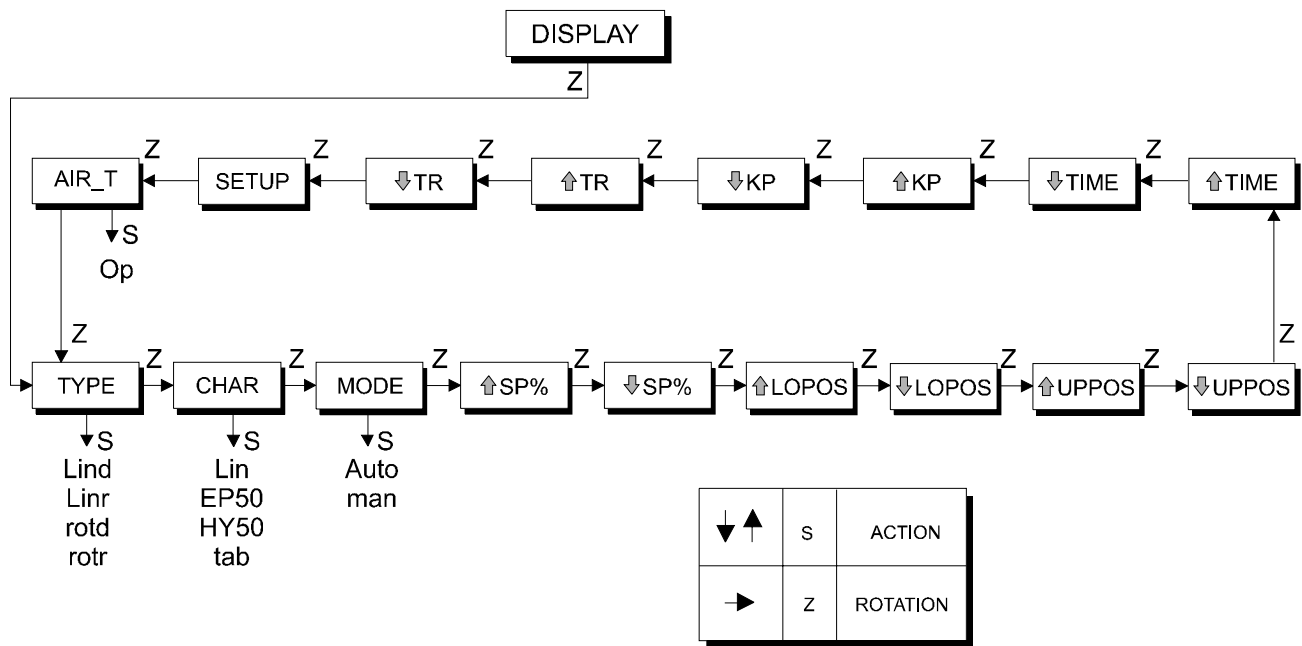 DISPLAY
Z
Z Z Z Z Z Z Z
AIR_T SETUP ⇩TR ⇧TR ⇩KP ⇧KP ⇩TIME ⇧TIME
S
Op
Z Z
Z Z Z Z Z Z Z Z
TYPE CHAR MODE ⇧SP% ⇩SP% ⇧LOPOS ⇩LOPOS ⇧UPPOS ⇩UPPOS
S S S
Lind Lin Auto
Linr EP50 man
rotd HY50
rotr tab
S ACTION
Z ROTATION